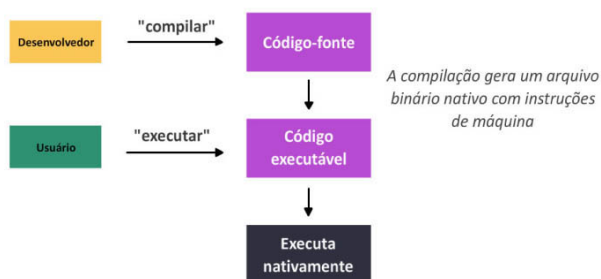 Desenvolvedor
"compilar"
Código-fonte
A compilação gera um arquivo
binário nativo com instruções
de máquina
Usuário
"executar"
Código
executável
Executa
nativamente